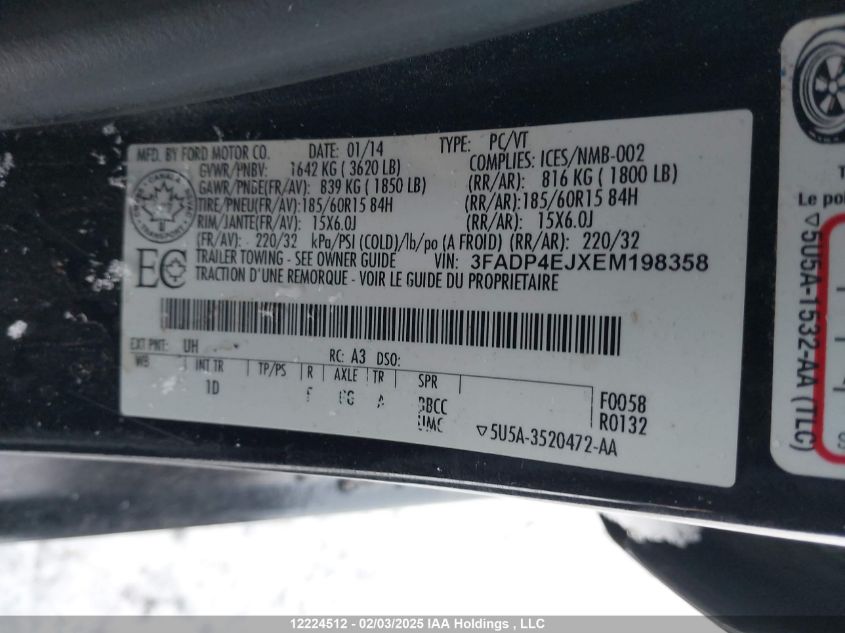 MFD. BY FORD MOTOR CO. DATE: 01/14 TYPE: PC/VT
GVWR/PNBV: 1642 KG ( 3620 LB) COMPLIES: ICES/NMB-002
GAWR/PNBE(FR/AV): 839 KG ( 1850 LB) (RR/AR): 816 KG ( 1800 LB)
TIRE/PNEU(FR/AV): 185/60R15 84H (RR/AR): 185/60R15 84H
RIM/JANTE(FR/AV): 15X6.0J (RR/AR): 15X6.0J
(FR/AV): 220/32 kPa/PSI (COLD)/lb/po (A FROID) (RR/AR): 220/32
TRAILER TOWING - SEE OWNER GUIDE VIN: 3FADP4EJXEM198358
TRACTION D'UNE REMORQUE - VOIR LE GUIDE DU PROPRIETAIRE
CANADA
TRANSPORT
EC
EXT PNT: UH RC: A3 DSO:
WB INT TR TP/PS R AXLE TR SPR
1D A BBCC F0058
UMC R0132
▽5U5A-3520472-AA
Le
▽5U5A-1532-AA (TLC)
12224512 - 02/03/2025 IAA Holdings , LLC